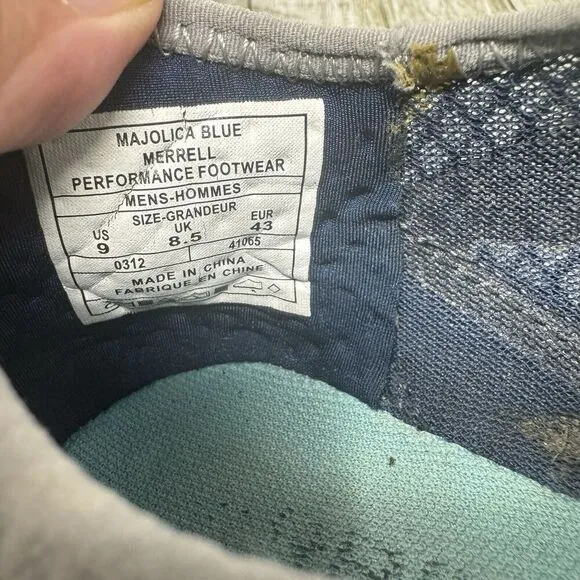 MAJOLICA BLUE
MERRELL
PERFORMANCE FOOTWEAR
MENS-HOMMES
SIZE-GRANDEUR
US UK EUR
9 8.5 43
0312 41065
MADE IN CHINA
FABRIQUE EN CHINE